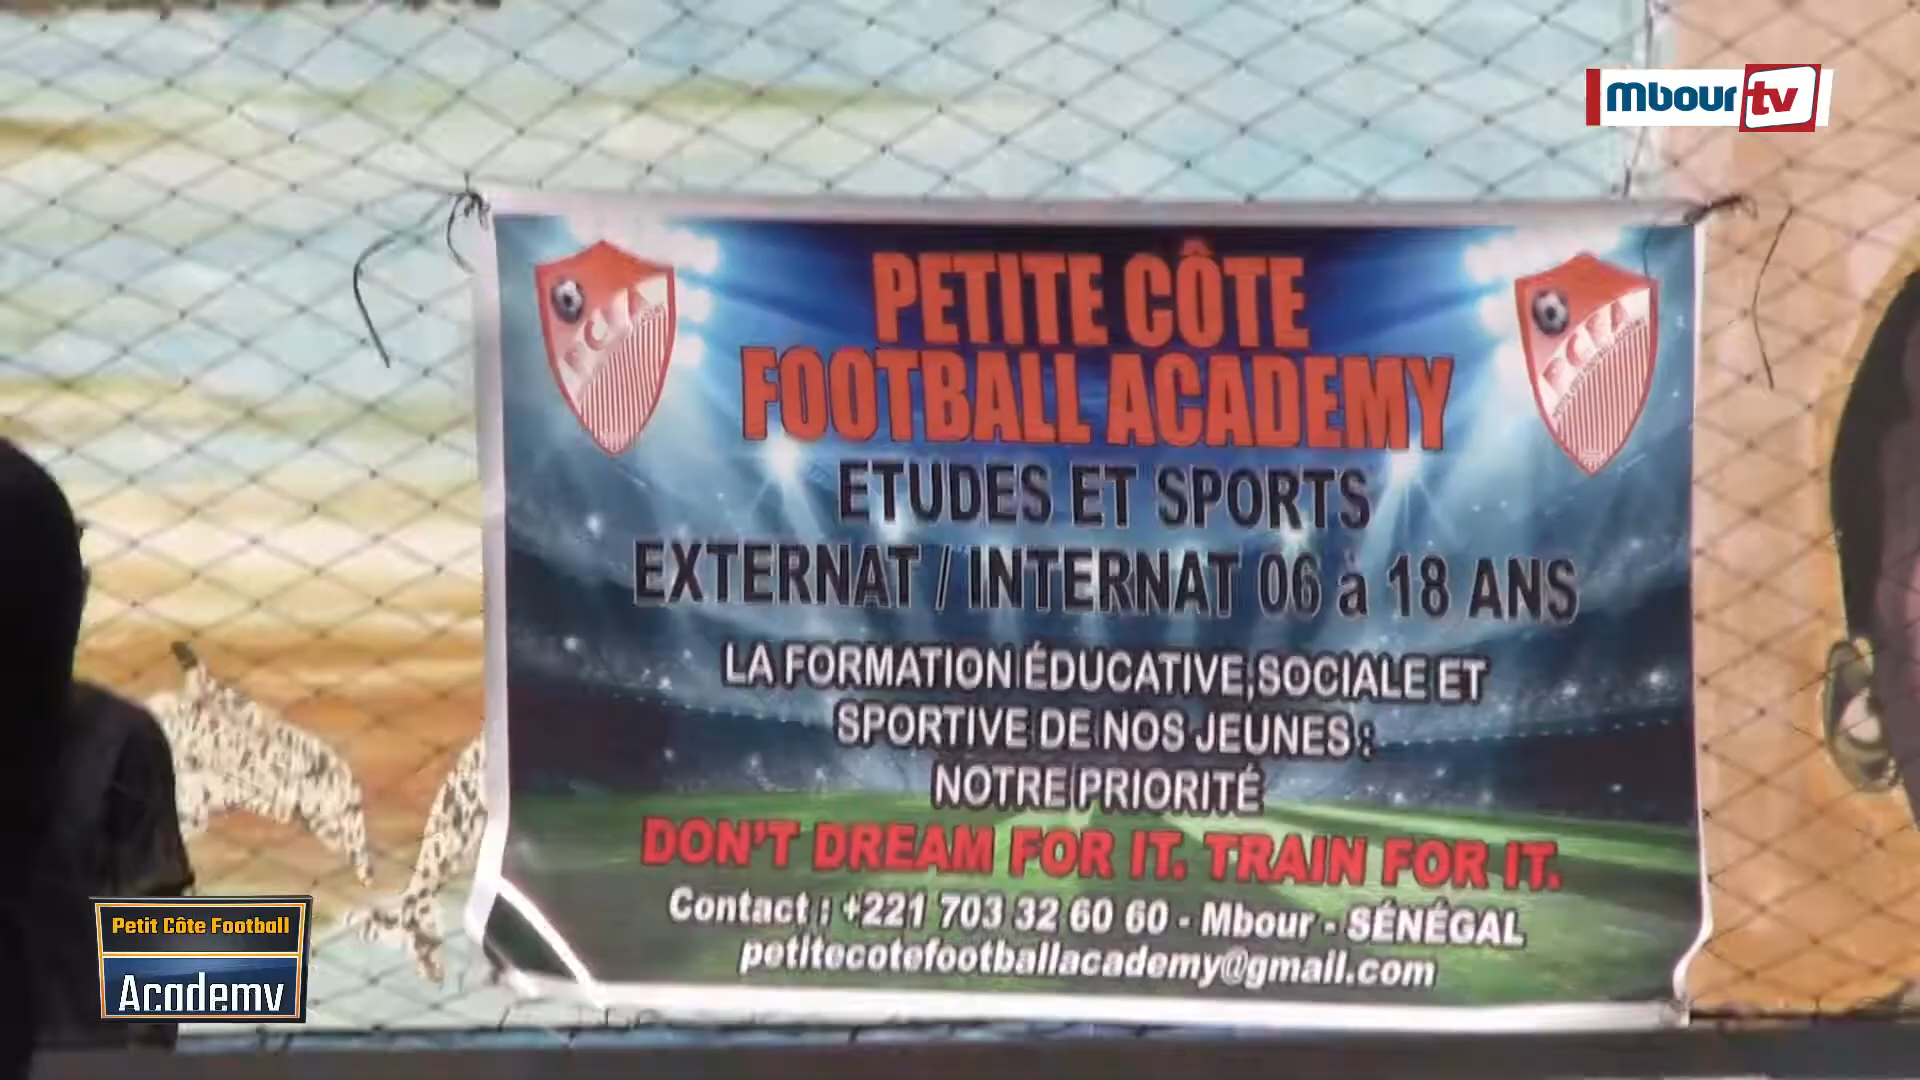 Mbour tv
PETITE CÔTE
FOOTBALL ACADEMY
ETUDES ET SPORTS
EXTERNAT / INTERNAT 06 à 18 ANS
LA FORMATION ÉDUCATIVE,SOCIALE ET
SPORTIVE DE NOS JEUNES :
NOTRE PRIORITÉ
DON'T DREAM FOR IT. TRAIN FOR IT.
Contact : +221 703 32 60 60 - Mbour - SÉNÉGAL
petitecotefootballacademy@gmail.com
PCFA
PCFA
Petit Côte Football
Academy